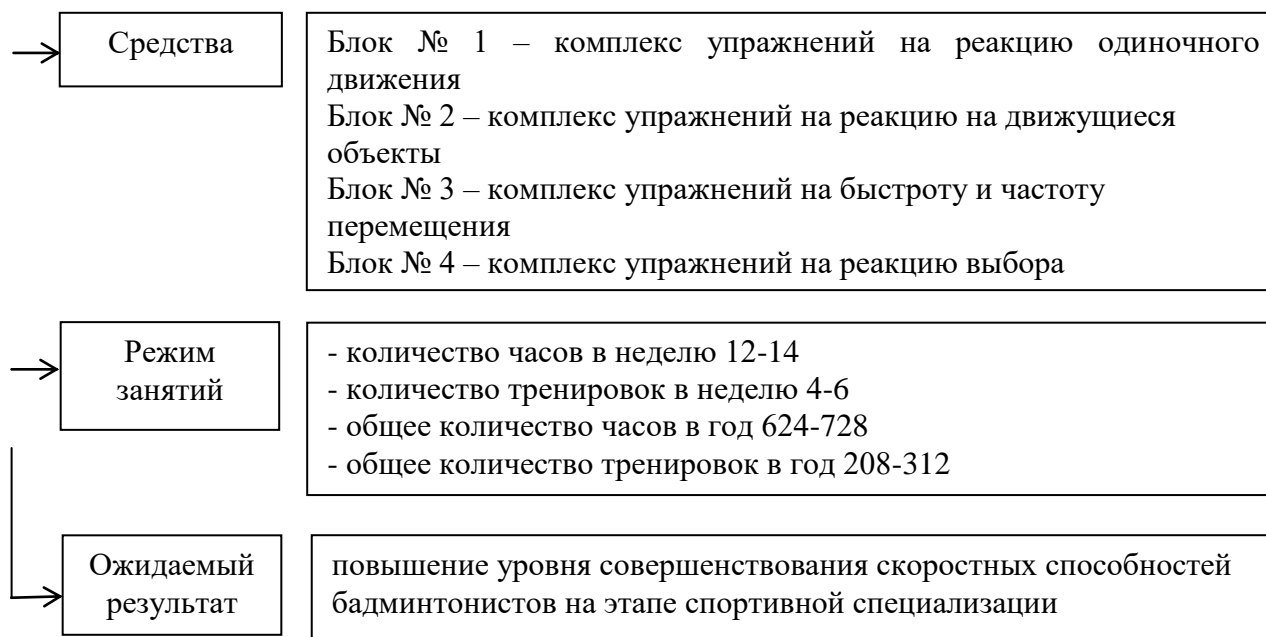 Средства
Блок № 1 – комплекс упражнений на реакцию одиночного
движения
Блок № 2 – комплекс упражнений на реакцию на движущиеся
объекты
Блок № 3 – комплекс упражнений на быстроту и частоту
перемещения
Блок № 4 – комплекс упражнений на реакцию выбора
Режим
занятий
- количество часов в неделю 12-14
- количество тренировок в неделю 4-6
- общее количество часов в год 624-728
- общее количество тренировок в год 208-312
Ожидаемый
результат
повышение уровня совершенствования скоростных способностей
бадминтонистов на этапе спортивной специализации